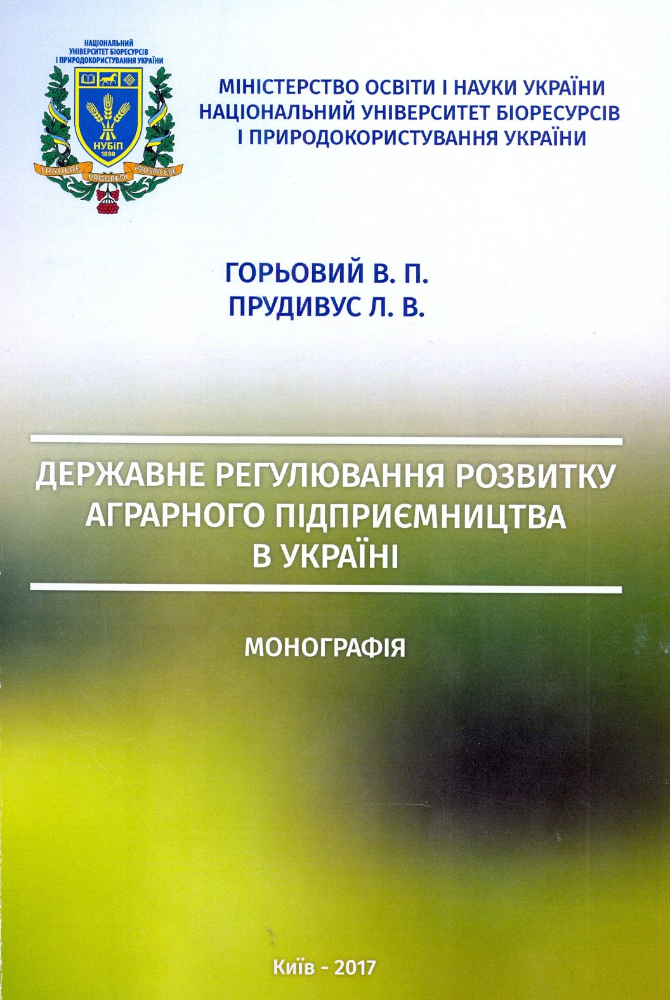 НАЦІОНАЛЬНИЙ
УНІВЕРСИТЕТ БІОРЕСУРСІВ
І ПРИРОДОКОРИСТУВАННЯ УКРАЇНИ
НУБіП
1898
TRADERE
PROGREDI
PROSPICERE
МІНІСТЕРСТВО ОСВІТИ І НАУКИ УКРАЇНИ
НАЦІОНАЛЬНИЙ УНІВЕРСИТЕТ БІОРЕСУРСІВ
І ПРИРОДОКОРИСТУВАННЯ УКРАЇНИ
ГОРЬОВИЙ В. П.
ПРУДИВУС Л. В.
ДЕРЖАВНЕ РЕГУЛЮВАННЯ РОЗВИТКУ
АГРАРНОГО ПІДПРИЄМНИЦТВА
В УКРАЇНІ
МОНОГРАФІЯ
Київ - 2017